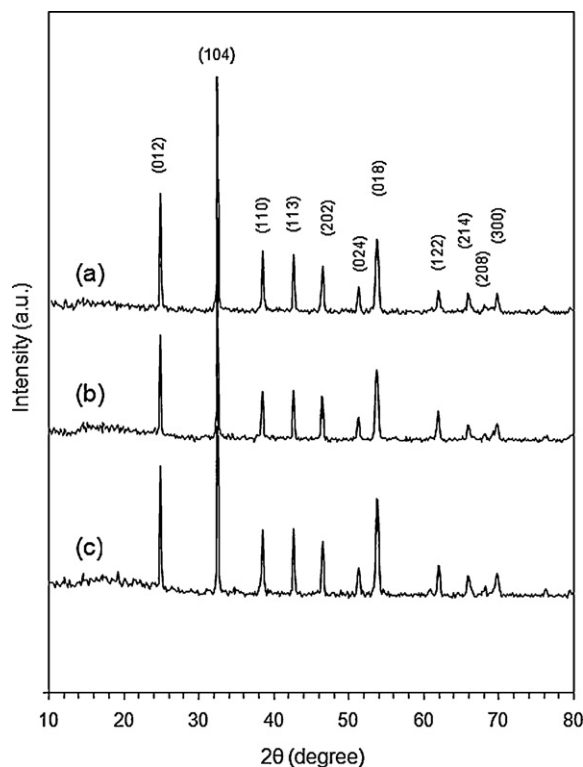 (104)
(012)
(018)
(110)
(113)
(202)
(024)
(122)
(214)
(208)
(300)
(a)
(b)
(c)
Intensity (a.u.)
10 20 30 40 50 60 70 80
2θ (degree)